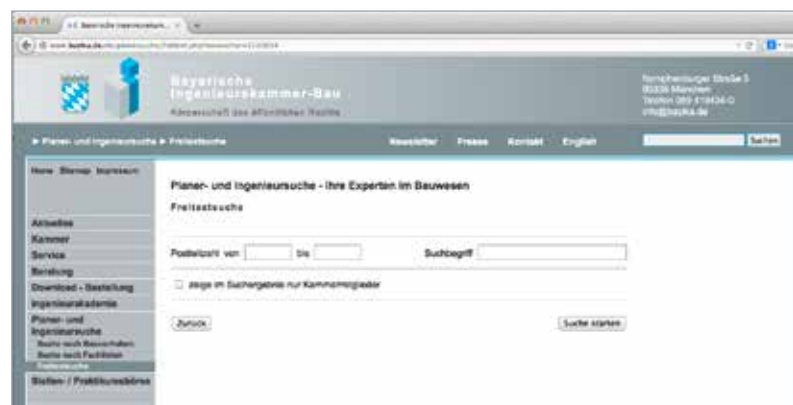 Bayerische
Ingenieurekammer-Bau
Körperschaft des öffentlichen Rechts
Nymphenburger Straße 5
80335 München
Telefon 089 419434-0
info@bayika.de
Planer- und Ingenieursuche Freitextsuche
Newsletter Presse Kontakt English
Suchen
Home Sitemap Impressum
Planer- und Ingenieursuche - Ihre Experten im Bauwesen
Freitextsuche
Aktuelles
Kammer
Service
Beratung
Download - Bestellung
Ingenieurakademie
Planer- und
Ingenieursuche
Suche nach Bauvorhaben
Suche nach Fachlisten
Freitextsuche
Stellen- / Praktikumsbörse
Postleitzahl von bis Suchbegriff
zeige im Suchergebnis nur Kammermitglieder
Zurück Suche starten